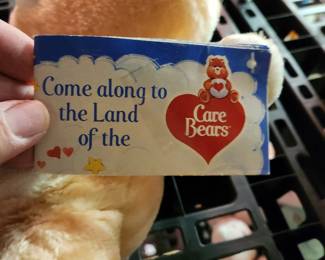 Come along to
the Land
of the
Care
Bears